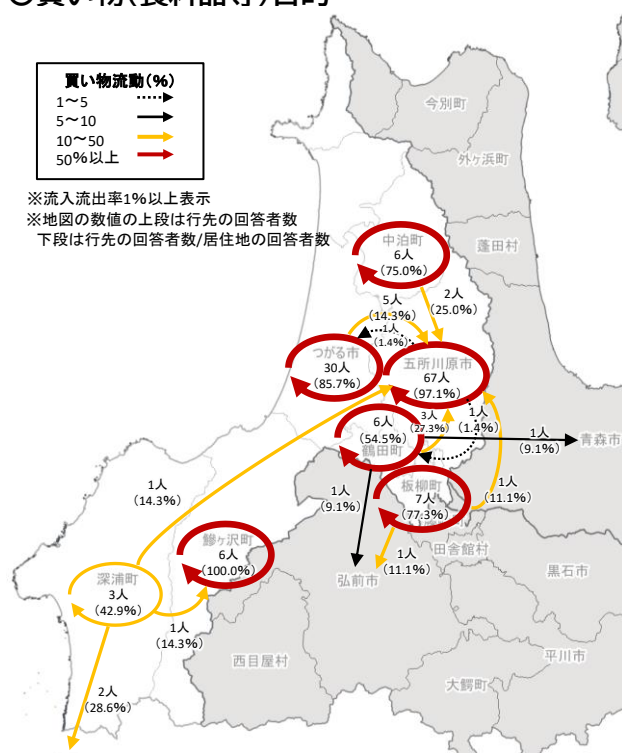 買い物流動(%)
1～5
5～10
10～50
50%以上
※流入流出率1%以上表示
※地図の数値の上段は行先の回答者数
下段は行先の回答者数/居住地の回答者数
今別町
外ヶ浜町
蓬田村
中泊町
6人
(75.0%)
2人
(25.0%)
5人
(14.3%)
1人
(1.4%)
つがる市
30人
(85.7%)
五所川原市
67人
(97.1%)
6人
(54.5%)
鶴田町
3人
(27.3%)
1人
(1.4%)
1人
(9.1%)
青森市
1人
(14.3%)
1人
(9.1%)
板柳町
7人
(77.3%)
1人
(11.1%)
鰺ヶ沢町
6人
(100.0%)
1人
(11.1%)
田舎館村
弘前市
黒石市
深浦町
3人
(42.9%)
1人
(14.3%)
西目屋村
平川市
大鰐町
2人
(28.6%)